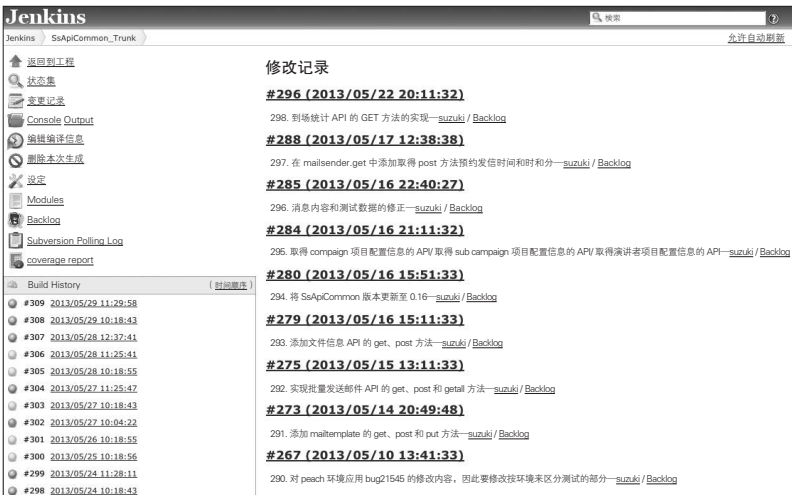 Jenkins
検索
Jenkins SsApiCommon_Trunk
允许自动刷新
返回到工程
状态集
变更记录
Console Output
编辑编译信息
删除本次生成
设定
Modules
Backlog
Subversion Polling Log
coverage report
Build History (时间顺序)
#309 2013/05/29 11:29:58
#308 2013/05/29 10:18:43
#307 2013/05/28 12:37:41
#306 2013/05/28 11:25:41
#305 2013/05/28 10:18:55
#304 2013/05/27 11:25:47
#303 2013/05/27 10:18:43
#302 2013/05/27 10:04:22
#301 2013/05/26 10:18:55
#300 2013/05/25 10:18:56
#299 2013/05/24 11:28:11
#298 2013/05/24 10:18:43
修改记录
#296 (2013/05/22 20:11:32)
298. 到场统计 API 的 GET 方法的实现—suzuki / Backlog
#288 (2013/05/17 12:38:38)
297. 在 mailsender.get 中添加取得 post 方法预约发信时间和时和分—suzuki / Backlog
#285 (2013/05/16 22:40:27)
296. 消息内容和测试数据的修正—suzuki / Backlog
#284 (2013/05/16 21:11:32)
295. 取得 compaign 项目配置信息的 API/ 取得 sub campaign 项目配置信息的 API/ 取得演讲者项目配置信息的 API—suzuki / Backlog
#280 (2013/05/16 15:51:33)
294. 将 SsApiCommon 版本更新至 0.16—suzuki / Backlog
#279 (2013/05/16 15:11:33)
293. 添加文件信息 API 的 get、post 方法—suzuki / Backlog
#275 (2013/05/15 13:11:33)
292. 实现批量发送邮件 API 的 get、post 和 getall 方法—suzuki / Backlog
#273 (2013/05/14 20:49:48)
291. 添加 mailtemplate 的 get、post 和 put 方法—suzuki / Backlog
#267 (2013/05/10 13:41:33)
290. 对 peach 环境应用 bug21545 的修改内容，因此要修改按环境来区分测试的部分—suzuki / Backlog